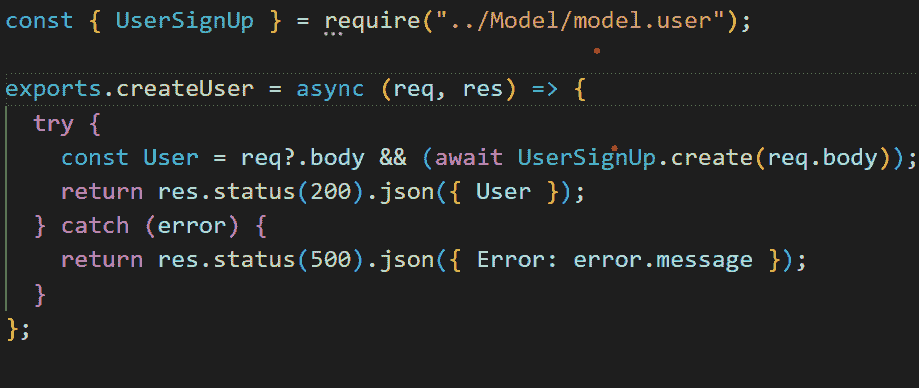 const { UserSignUp } = require("../Model/model.user");
exports.createUser = async (req, res) => {
try {
const User = req?.body && (await UserSignUp.create(req.body));
return res.status(200).json({ User });
} catch (error) {
return res.status(500).json({ Error: error.message });
}
};